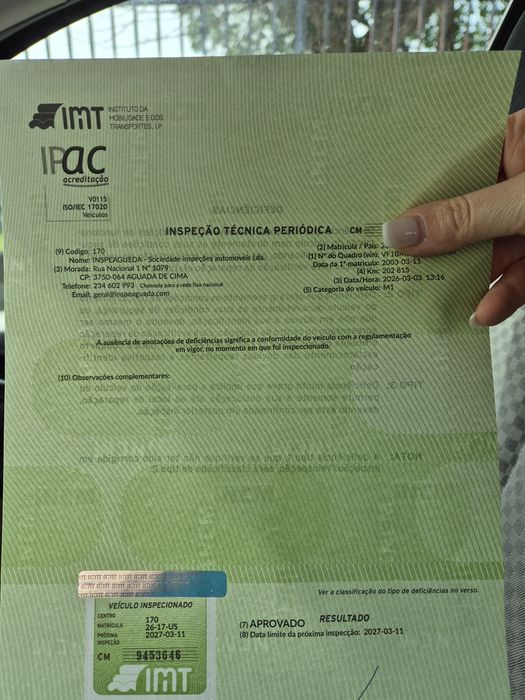 IMT INSTITUTO DA
MOBILIDADE E DOS
TRANSPORTES, I.P.
IPAC
acreditação
V0115
ISO/IEC 17020
Veículos
INSPEÇÃO TÉCNICA PERIÓDICA CM
(9) Codigo: 170
Nome: INSPEAGUEDA - Sociedade inspeções automoveis Lda.
(3) Morada: Rua Nacional 1 Nº 1079
CP: 3750-064 AGUADA DE CIMA
Telefone: 234 602 993 Chamada para a rede fixa nacional
Email: geral@inspeagueda.com
(2) Matrícula / País:
(1) Nº do Quadro (vin):
Data da 1ª matrícula: 2003-03-11
(4) Km: 202 815
(3) Data/Hora: 2026-03-03 13:16
(5) Categoria do veículo: M1
A ausência de anotações de deficiências significa a conformidade do veículo com a regulamentação
em vigor, no momento em que foi inspeccionado.
(10) Observações complementares:
Ver a classificação do tipo de deficiências no verso.
VEÍCULO INSPECIONADO
CENTRO 170
MATRÍCULA 26-17-US
PRÓXIMA INSPEÇÃO 2027-03-11
CM 9453646
IMT
RESULTADO
(7) APROVADO
(8) Data limite da próxima inspecção: 2027-03-11